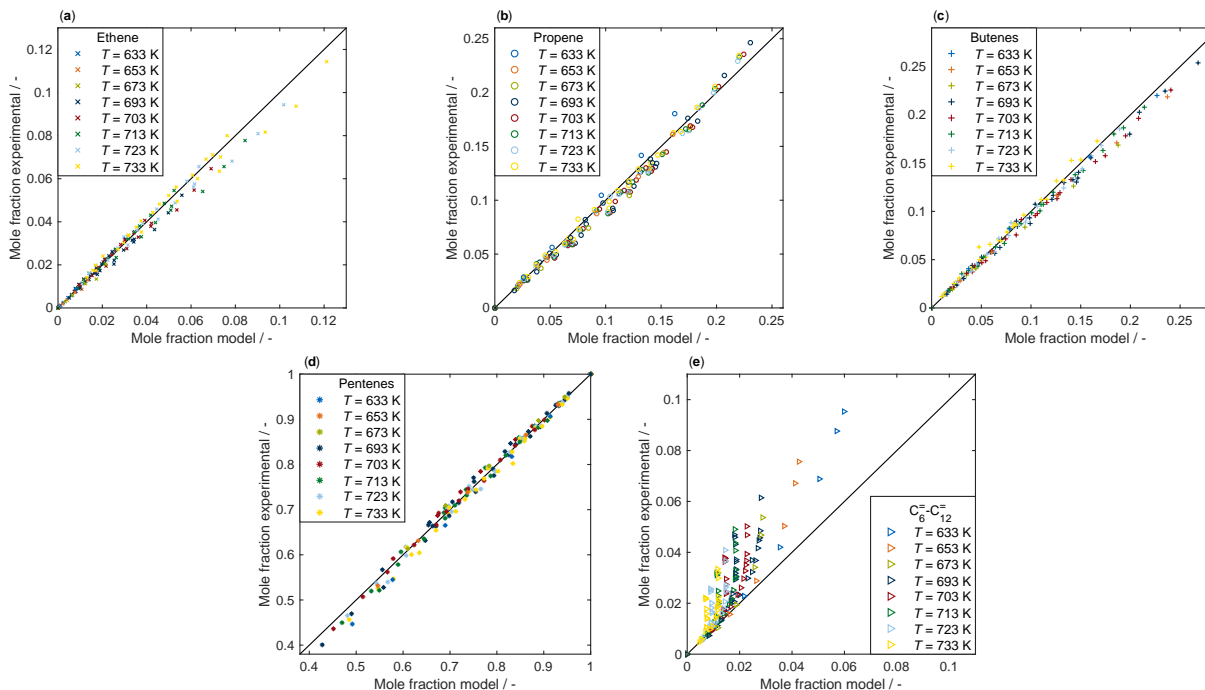 (a)
Mole fraction experimental / -
0.12
0.1
0.08
0.06
0.04
0.02
0
Ethene
T = 633 K
T = 653 K
T = 673 K
T = 693 K
T = 703 K
T = 713 K
T = 723 K
T = 733 K
0 0.02 0.04 0.06 0.08 0.1 0.12
Mole fraction model / -
(b)
Mole fraction experimental / -
0.25
0.2
0.15
0.1
0.05
0
Propene
T = 633 K
T = 653 K
T = 673 K
T = 693 K
T = 703 K
T = 713 K
T = 723 K
T = 733 K
0 0.05 0.1 0.15 0.2 0.25
Mole fraction model / -
(c)
Mole fraction experimental / -
0.25
0.2
0.15
0.1
0.05
0
Butenes
T = 633 K
T = 653 K
T = 673 K
T = 693 K
T = 703 K
T = 713 K
T = 723 K
T = 733 K
0 0.05 0.1 0.15 0.2 0.25
Mole fraction model / -
(d)
Mole fraction experimental / -
1
0.9
0.8
0.7
0.6
0.5
0.4
Pentenes
T = 633 K
T = 653 K
T = 673 K
T = 693 K
T = 703 K
T = 713 K
T = 723 K
T = 733 K
0.4 0.5 0.6 0.7 0.8 0.9 1
Mole fraction model / -
(e)
Mole fraction experimental / -
0.1
0.08
0.06
0.04
0.02
0
C₆⁼-C₁₂⁼
T = 633 K
T = 653 K
T = 673 K
T = 693 K
T = 703 K
T = 713 K
T = 723 K
T = 733 K
0 0.02 0.04 0.06 0.08 0.1
Mole fraction model / -